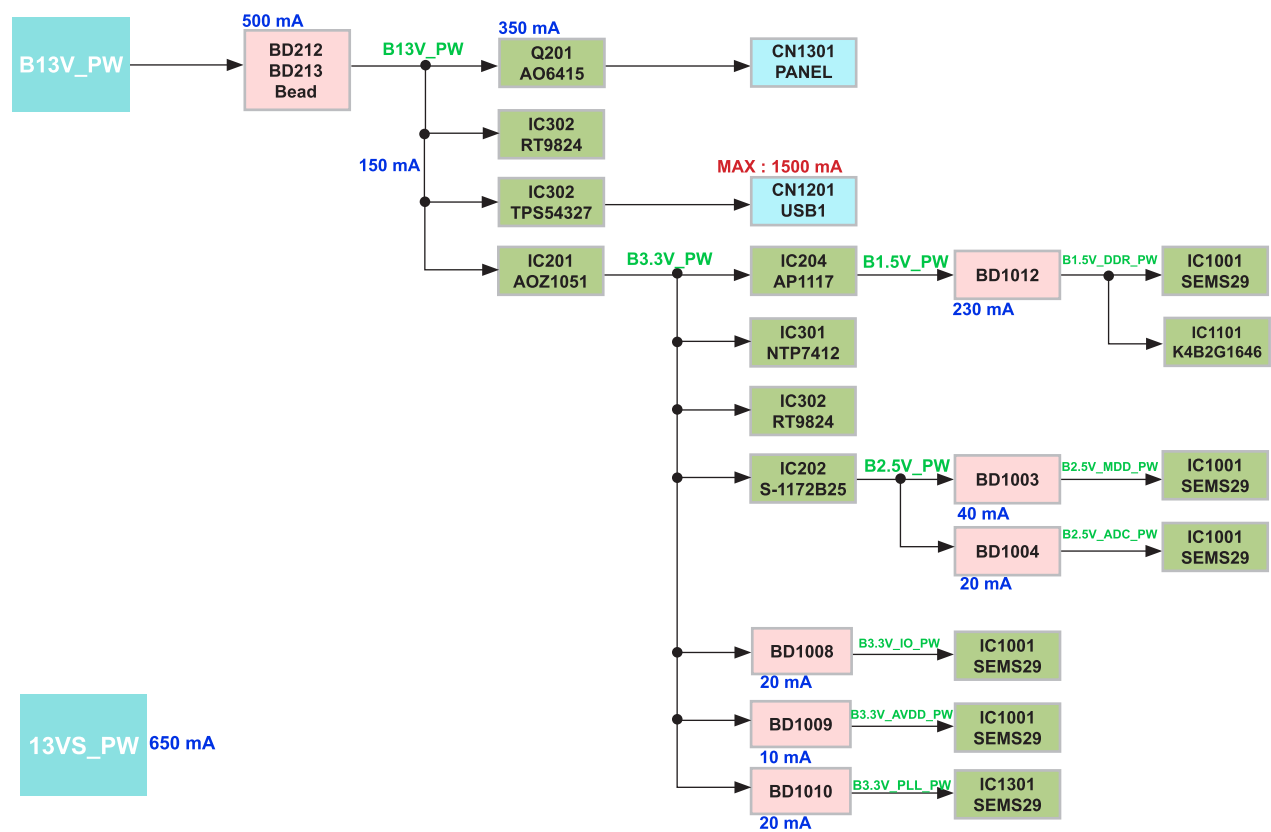 B13V_PW
500 mA
BD212
BD213
Bead
B13V_PW
350 mA
Q201
AO6415
CN1301
PANEL
IC302
RT9824
150 mA
IC302
TPS54327
MAX : 1500 mA
CN1201
USB1
IC201
AOZ1051
B3.3V_PW
IC204
AP1117
B1.5V_PW
BD1012
230 mA
B1.5V_DDR_PW
IC1001
SEMS29
IC1101
K4B2G1646
IC301
NTP7412
IC302
RT9824
IC202
S-1172B25
B2.5V_PW
BD1003
40 mA
B2.5V_MDD_PW
IC1001
SEMS29
BD1004
20 mA
B2.5V_ADC_PW
IC1001
SEMS29
BD1008
20 mA
B3.3V_IO_PW
IC1001
SEMS29
BD1009
10 mA
B3.3V_AVDD_PW
IC1001
SEMS29
BD1010
20 mA
B3.3V_PLL_PW
IC1301
SEMS29
13VS_PW
650 mA